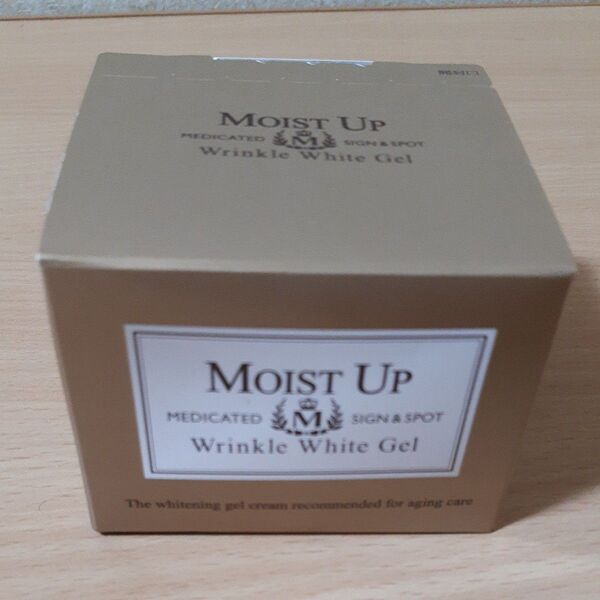 MOIST UP
MEDICATED M SIGN & SPOT
Wrinkle White Gel
MOIST UP
MEDICATED M SIGN & SPOT
Wrinkle White Gel
The whitening gel cream recommended for aging care